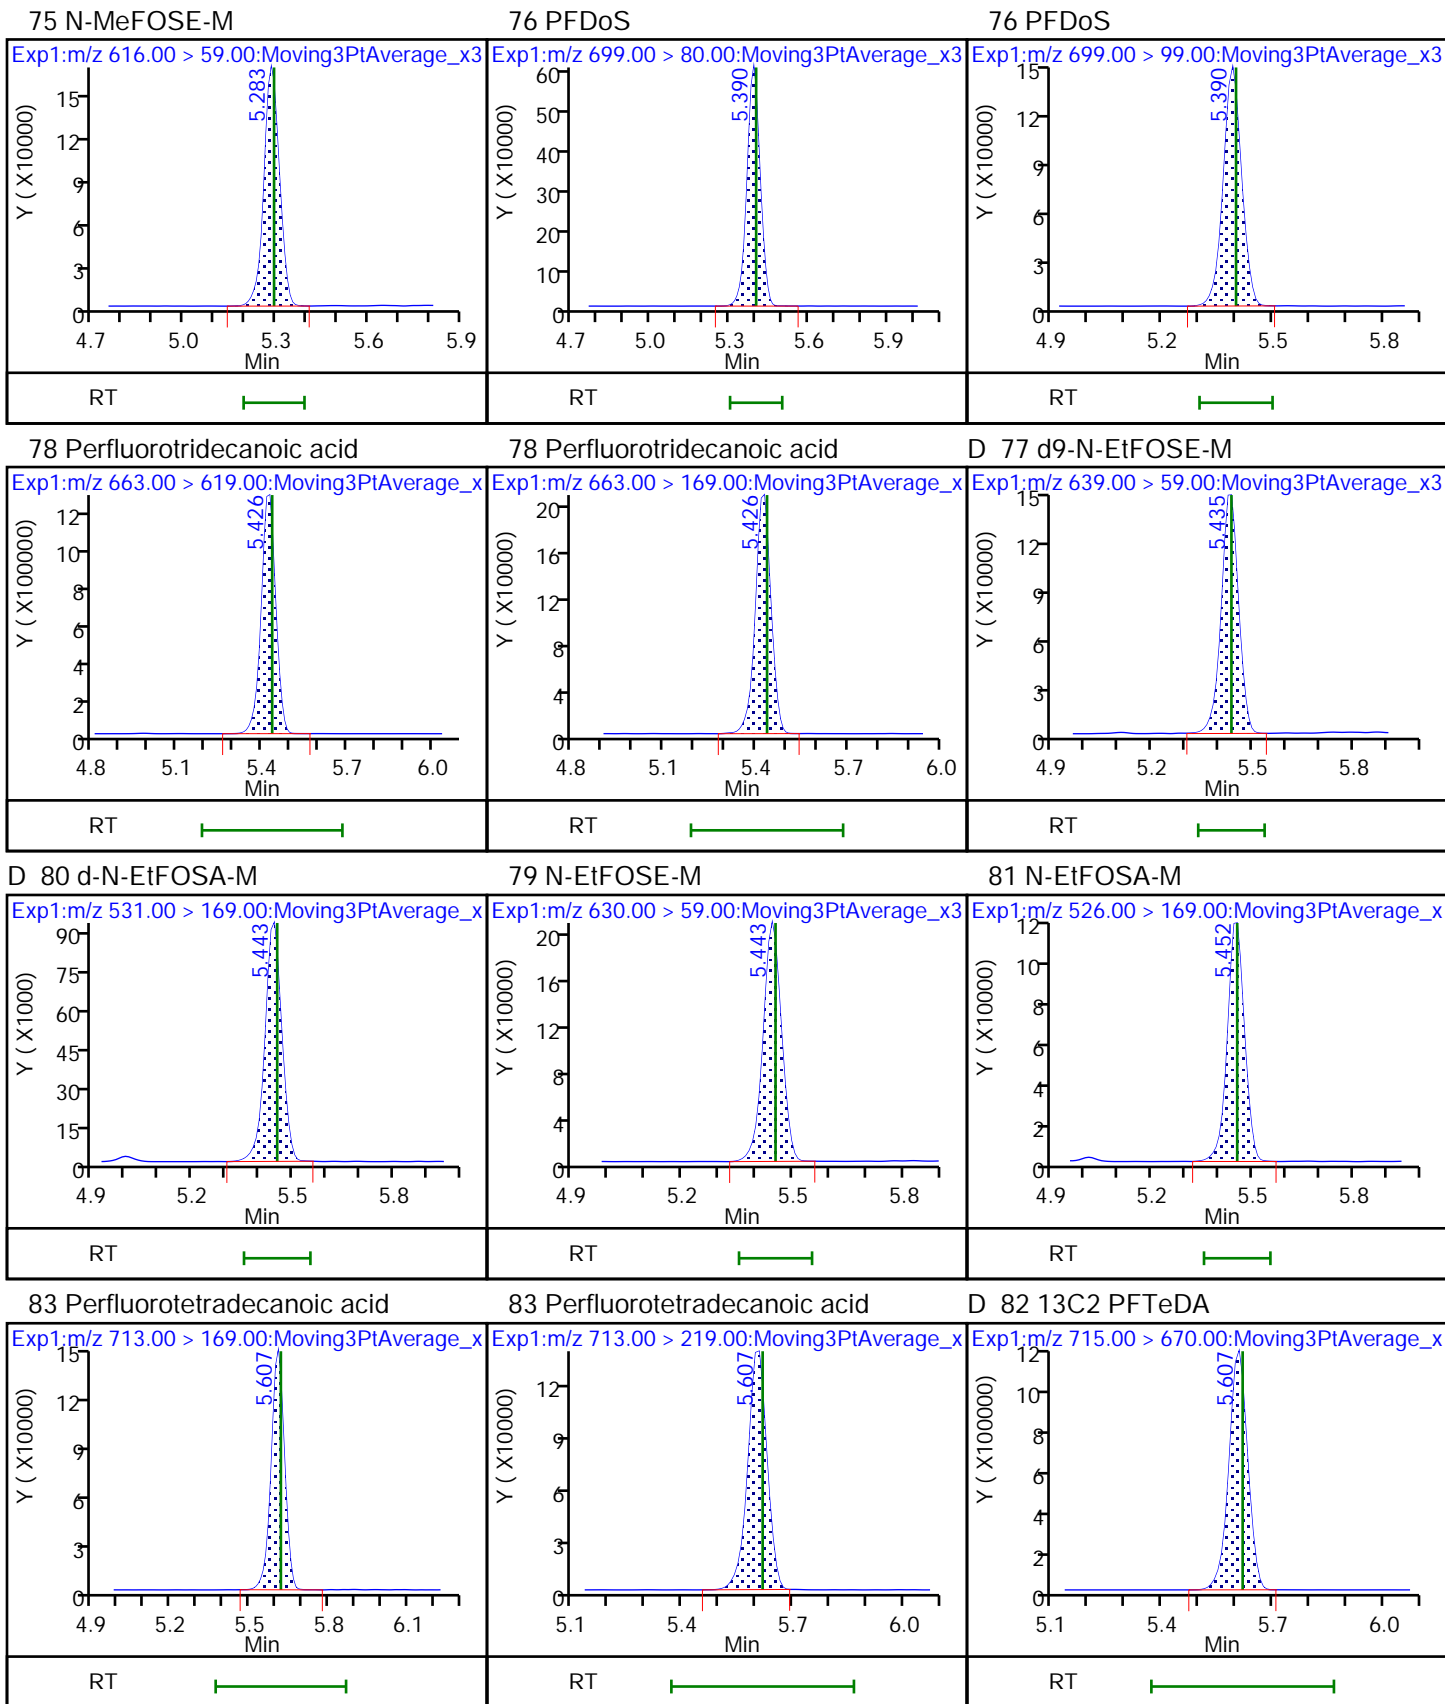 75 N-MeFOSE-M
Exp1:m/z 616.00 > 59.00:Moving3PtAverage_x3
Y ( X10000)
15
12
9
6
3
0
5.283
4.7 5.0 5.3 5.6 5.9
Min
RT
76 PFDoS
Exp1:m/z 699.00 > 80.00:Moving3PtAverage_x3
Y ( X10000)
60
50
40
30
20
10
0
5.390
4.7 5.0 5.3 5.6 5.9
Min
RT
76 PFDoS
Exp1:m/z 699.00 > 99.00:Moving3PtAverage_x3
Y ( X10000)
15
12
9
6
3
0
5.390
4.9 5.2 5.5 5.8
Min
RT
78 Perfluorotridecanoic acid
Exp1:m/z 663.00 > 619.00:Moving3PtAverage_x
Y ( X100000)
12
10
8
6
4
2
0
5.426
4.8 5.1 5.4 5.7 6.0
Min
RT
78 Perfluorotridecanoic acid
Exp1:m/z 663.00 > 169.00:Moving3PtAverage_x
Y ( X10000)
20
16
12
8
4
0
5.426
4.8 5.1 5.4 5.7 6.0
Min
RT
D 77 d9-N-EtFOSE-M
Exp1:m/z 639.00 > 59.00:Moving3PtAverage_x3
Y ( X10000)
15
12
9
6
3
0
5.435
4.9 5.2 5.5 5.8
Min
RT
D 80 d-N-EtFOSA-M
Exp1:m/z 531.00 > 169.00:Moving3PtAverage_x
Y ( X1000)
90
75
60
45
30
15
0
5.443
4.9 5.2 5.5 5.8
Min
RT
79 N-EtFOSE-M
Exp1:m/z 630.00 > 59.00:Moving3PtAverage_x3
Y ( X10000)
20
16
12
8
4
0
5.443
4.9 5.2 5.5 5.8
Min
RT
81 N-EtFOSA-M
Exp1:m/z 526.00 > 169.00:Moving3PtAverage_x
Y ( X10000)
12
10
8
6
4
2
0
5.452
4.9 5.2 5.5 5.8
Min
RT
83 Perfluorotetradecanoic acid
Exp1:m/z 713.00 > 169.00:Moving3PtAverage_x
Y ( X10000)
15
12
9
6
3
0
5.607
4.9 5.2 5.5 5.8 6.1
Min
RT
83 Perfluorotetradecanoic acid
Exp1:m/z 713.00 > 219.00:Moving3PtAverage_x
Y ( X10000)
12
9
6
3
0
5.607
5.1 5.4 5.7 6.0
Min
RT
D 82 13C2 PFTeDA
Exp1:m/z 715.00 > 670.00:Moving3PtAverage_x
Y ( X100000)
12
10
8
6
4
2
0
5.607
5.1 5.4 5.7 6.0
Min
RT